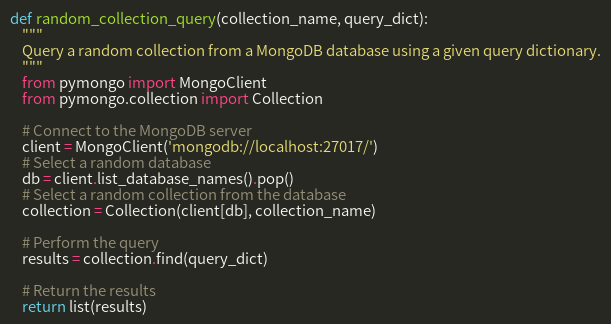 def random_collection_query(collection_name, query_dict):
"""
Query a random collection from a MongoDB database using a given query dictionary.
"""
from pymongo import MongoClient
from pymongo.collection import Collection
# Connect to the MongoDB server
client = MongoClient('mongodb://localhost:27017/')
# Select a random database
db = client.list_database_names().pop()
# Select a random collection from the database
collection = Collection(client[db], collection_name)
# Perform the query
results = collection.find(query_dict)
# Return the results
return list(results)